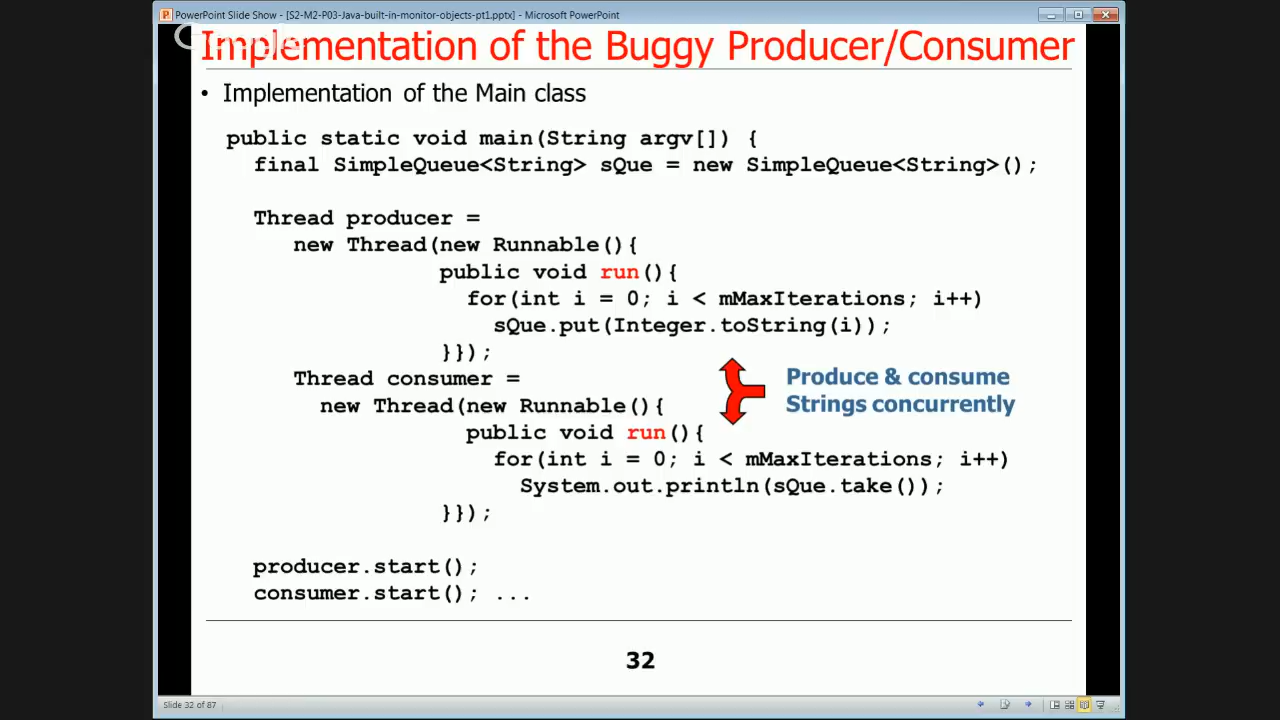 PowerPoint Slide Show - [S2-M2-P03-Java-built-in-monitor-objects-pt1.pptx] - Microsoft PowerPoint
Google
Implementation of the Buggy Producer/Consumer
• Implementation of the Main class
public static void main(String argv[]) {
final SimpleQueue<String> sQue = new SimpleQueue<String>();
Thread producer =
new Thread(new Runnable(){
public void run(){
for(int i = 0; i < mMaxIterations; i++)
sQue.put(Integer.toString(i));
}});
Thread consumer =
new Thread(new Runnable(){
public void run(){
for(int i = 0; i < mMaxIterations; i++)
System.out.println(sQue.take());
}});
Produce & consume
Strings concurrently
producer.start();
consumer.start(); ...
32
Slide 32 of 87